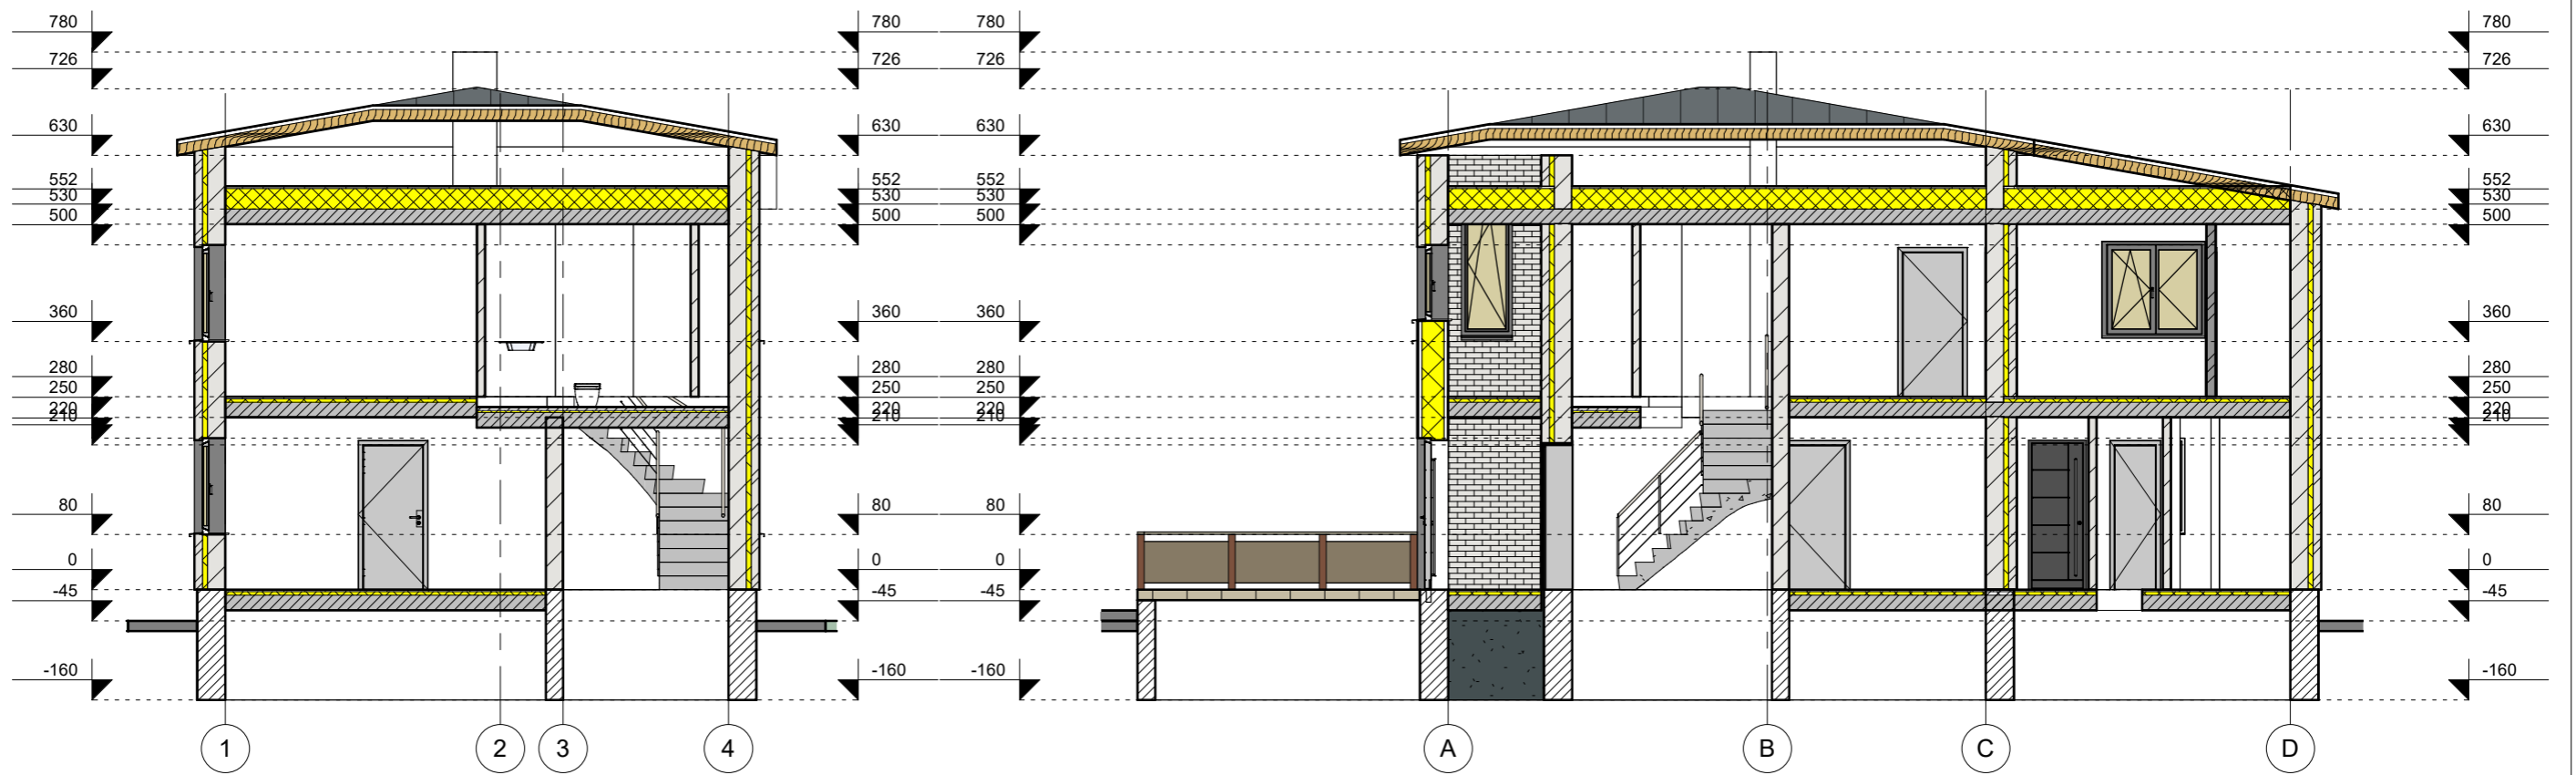 780 780 780 780
726 726 726 726
630 630 630 630
552 552 552 552
530 530 530 530
500 500 500 500
360 360 360 360
280 280 280 280
250 250 250 250
220 220 220 220
210 210 210 210
80 80 80 80
0 0 0 0
-45 -45 -45 -45
-160 -160 -160 -160
1 2 3 4 A B C D